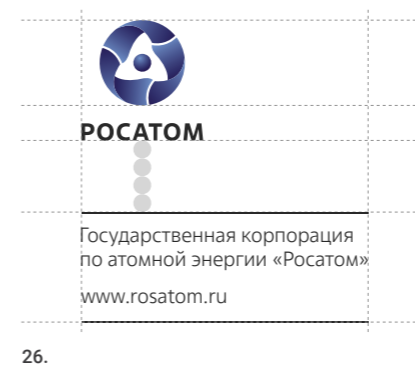 РОСАТОМ
Государственная корпорация
по атомной энергии «Росатом»
www.rosatom.ru
26.